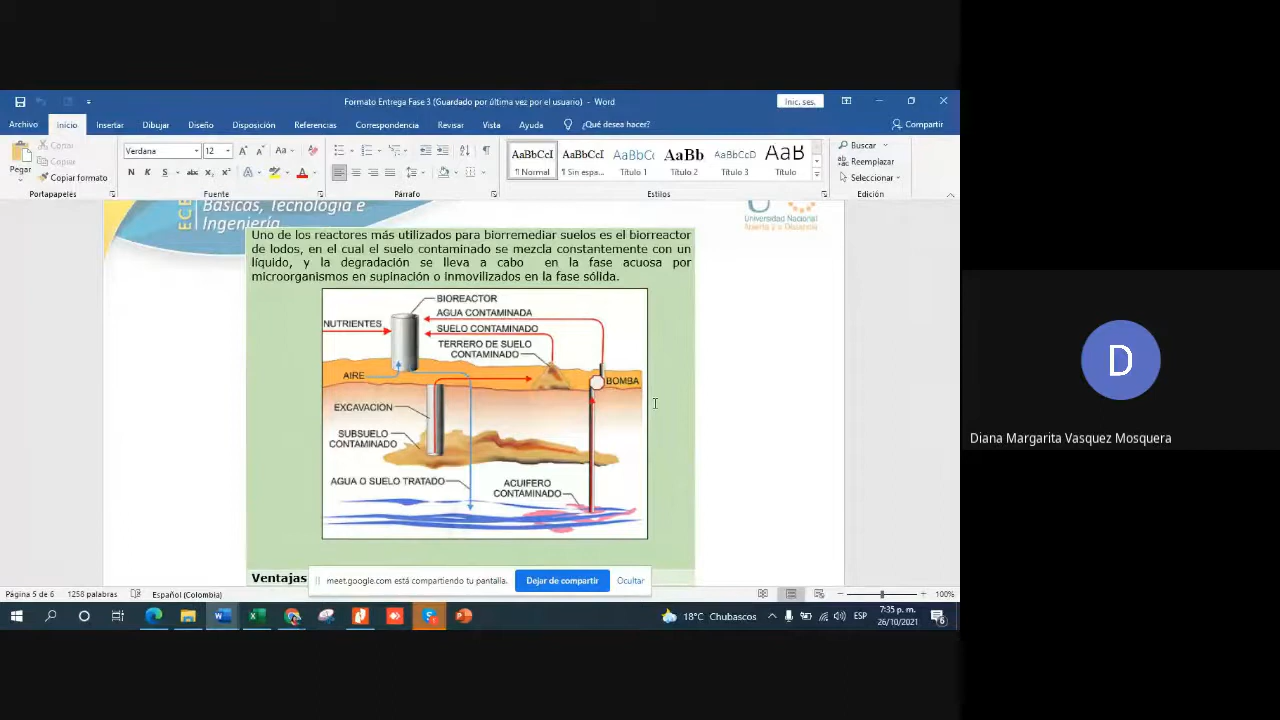 Formato Entrega Fase 3 (Guardado por última vez por el usuario) - Word
Inic. ses.
Archivo Inicio Insertar Dibujar Diseño Disposición Referencias Correspondencia Revisar Vista Ayuda ¿Qué desea hacer? Compartir
Pegar
Cortar
Copiar
Copiar formato
Portapapeles
Verdana 12
N K S abc x₂ x²
Fuente
Párrafo
AaBbCcI AaBbCcI AaBbCc AaBb AaBbCcD AaB
¶ Normal ¶ Sin espa... Título 1 Título 2 Título 3 Título
Estilos
Buscar
Reemplazar
Seleccionar
Edición
ECB
Básicas, Tecnología e
Ingeniería
Universidad Nacional
Abierta y a Distancia
Uno de los reactores más utilizados para biorremediar suelos es el biorreactor
de lodos, en el cual el suelo contaminado se mezcla constantemente con un
líquido, y la degradación se lleva a cabo en la fase acuosa por
microorganismos en supinación o inmovilizados en la fase sólida.
BIOREACTOR
AGUA CONTAMINADA
NUTRIENTES
SUELO CONTAMINADO
TERRERO DE SUELO
CONTAMINADO
AIRE
BOMBA
EXCAVACION
SUBSUELO
CONTAMINADO
AGUA O SUELO TRATADO
ACUIFERO
CONTAMINADO
Ventajas
meet.google.com está compartiendo tu pantalla.
Dejar de compartir
Ocultar
Diana Margarita Vasquez Mosquera
D
Página 5 de 6 1258 palabras Español (Colombia) 100%
18°C Chubascos ESP
7:35 p. m.
26/10/2021
6